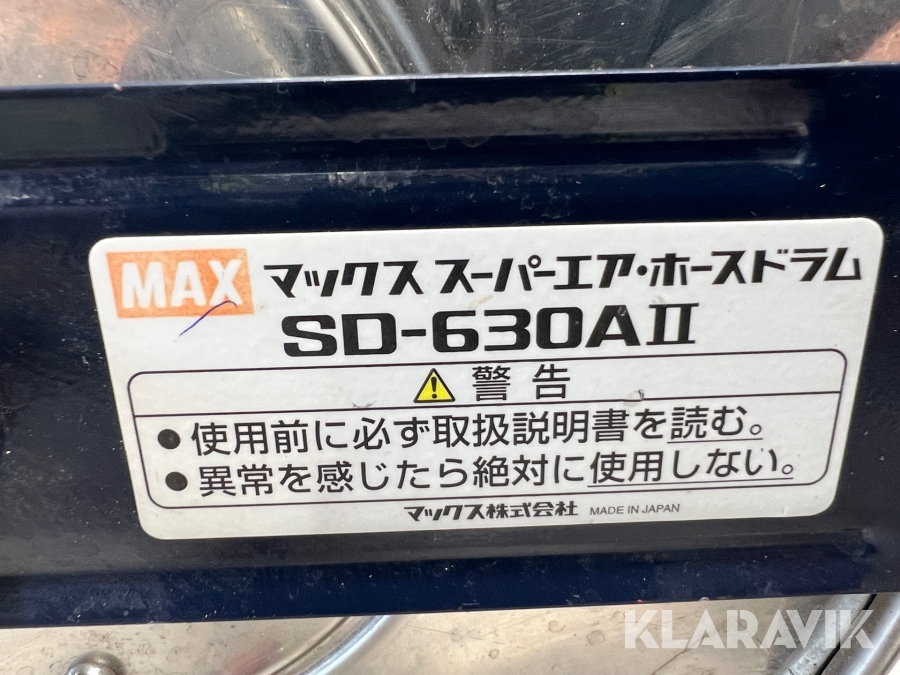 MAX マックス スーパーエア・ホースドラム
SD-630AII
警告
●使用前に必ず取扱説明書を読む。
●異常を感じたら絶対に使用しない。
マックス株式会社 MADE IN JAPAN
KLARAVIK